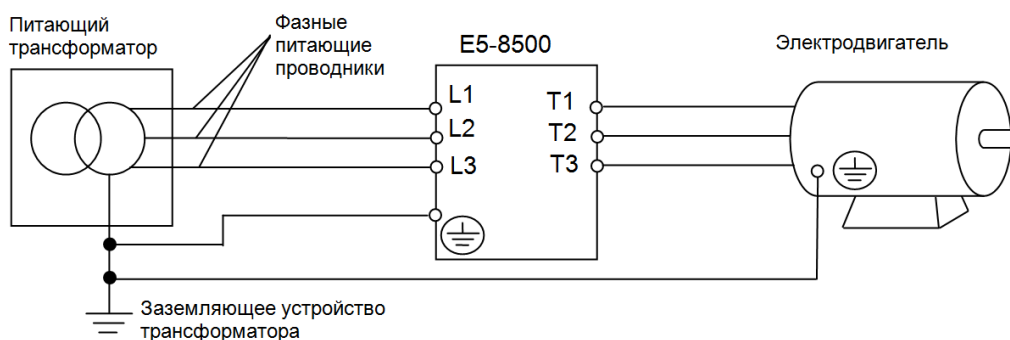 Питающий
трансформатор
Фазные
питающие
проводники
E5-8500
Электродвигатель
L1
L2
L3
T1
T2
T3
Заземляющее устройство
трансформатора